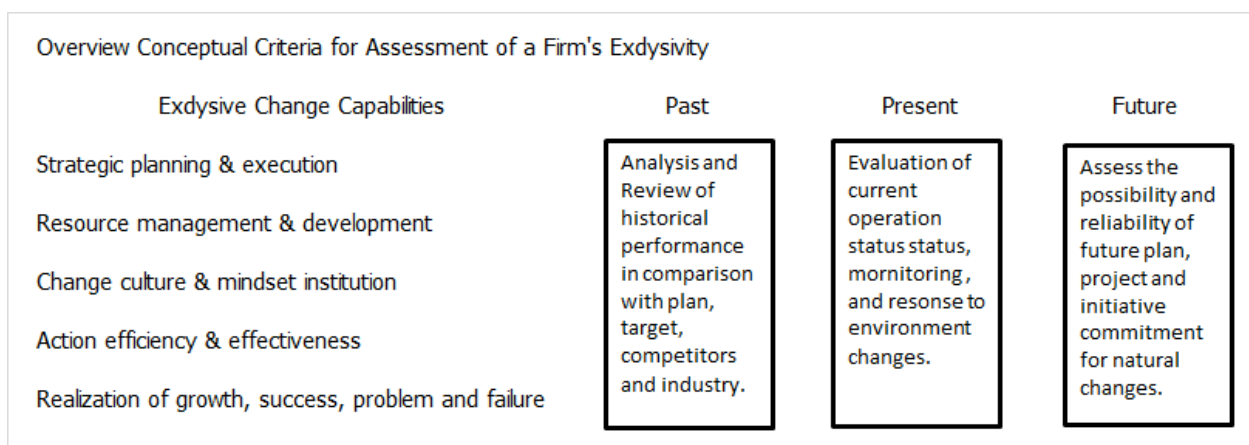 Overview Conceptual Criteria for Assessment of a Firm's Exdysivity
Exdysive Change Capabilities
Past
Present
Future
Strategic planning & execution
Resource management & development
Change culture & mindset institution
Action efficiency & effectiveness
Realization of growth, success, problem and failure
Analysis and
Review of
historical
performance
in comparison
with plan,
target,
competitors
and industry.
Evaluation of
current
operation
status status,
mornitoring ,
and resonse to
environment
changes.
Assess the
possibility and
reliability of
future plan,
project and
initiative
commitment
for natural
changes.